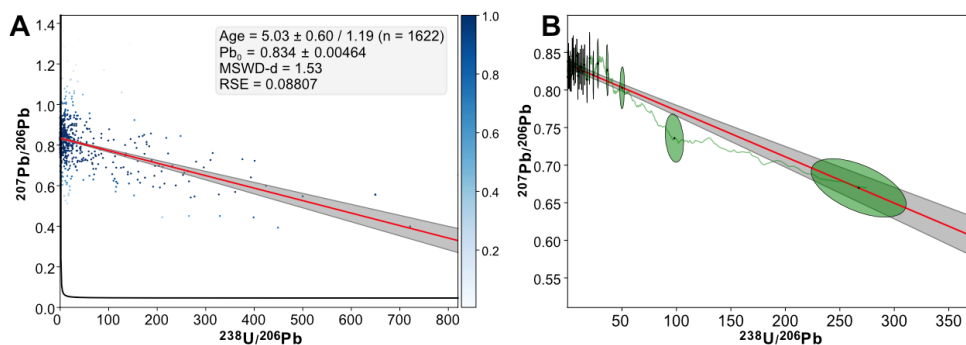 A
Age = 5.03 ± 0.60 / 1.19 (n = 1622)
Pb₀ = 0.834 ± 0.00464
MSWD-d = 1.53
RSE = 0.08807
207Pb/206Pb
1.4
1.2
1.0
0.8
0.6
0.4
0.2
0.0
0 100 200 300 400 500 600 700 800
238U/206Pb
1.0
0.8
0.6
0.4
0.2
B
207Pb/206Pb
0.85
0.80
0.75
0.70
0.65
0.60
0.55
50 100 150 200 250 300 350
238U/206Pb